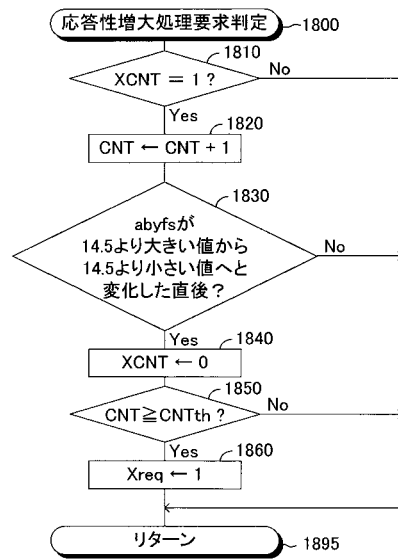 応答性増大処理要求判定
1800
1810
XCNT = 1 ?
No
Yes
1820
CNT ← CNT + 1
1830
abyfsが
14.5より大きい値から
14.5より小さい値へと
変化した直後?
No
Yes
1840
XCNT ← 0
1850
CNT≧CNTth ?
No
Yes
1860
Xreq ← 1
リターン
1895